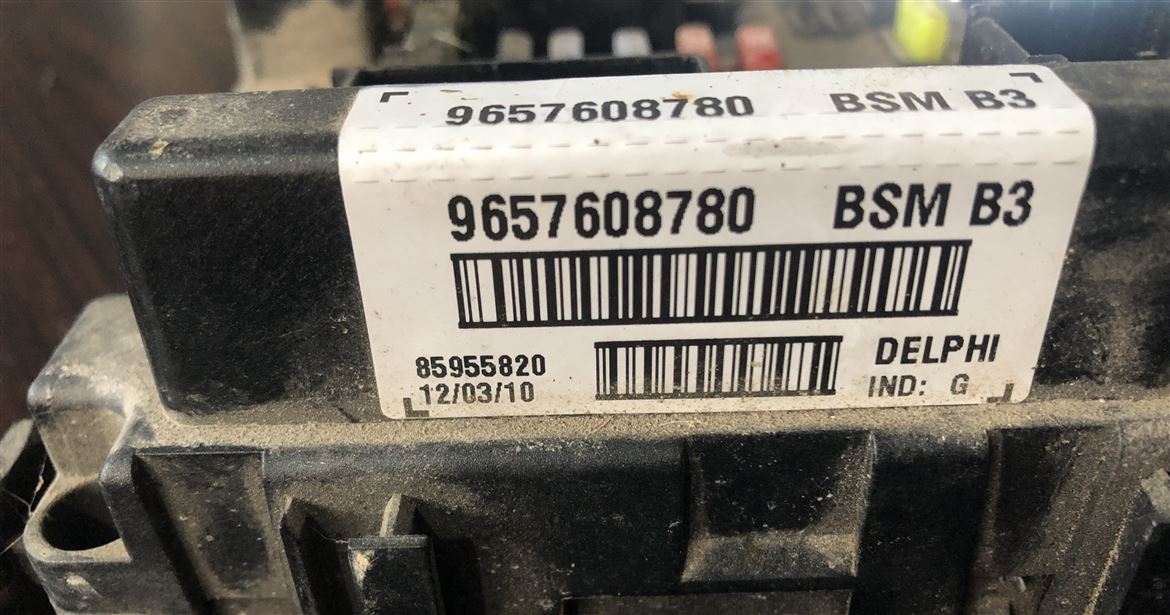 9657608780 BSM B3
9657608780 BSM B3
85955820
12/03/10
DELPHI
IND: G